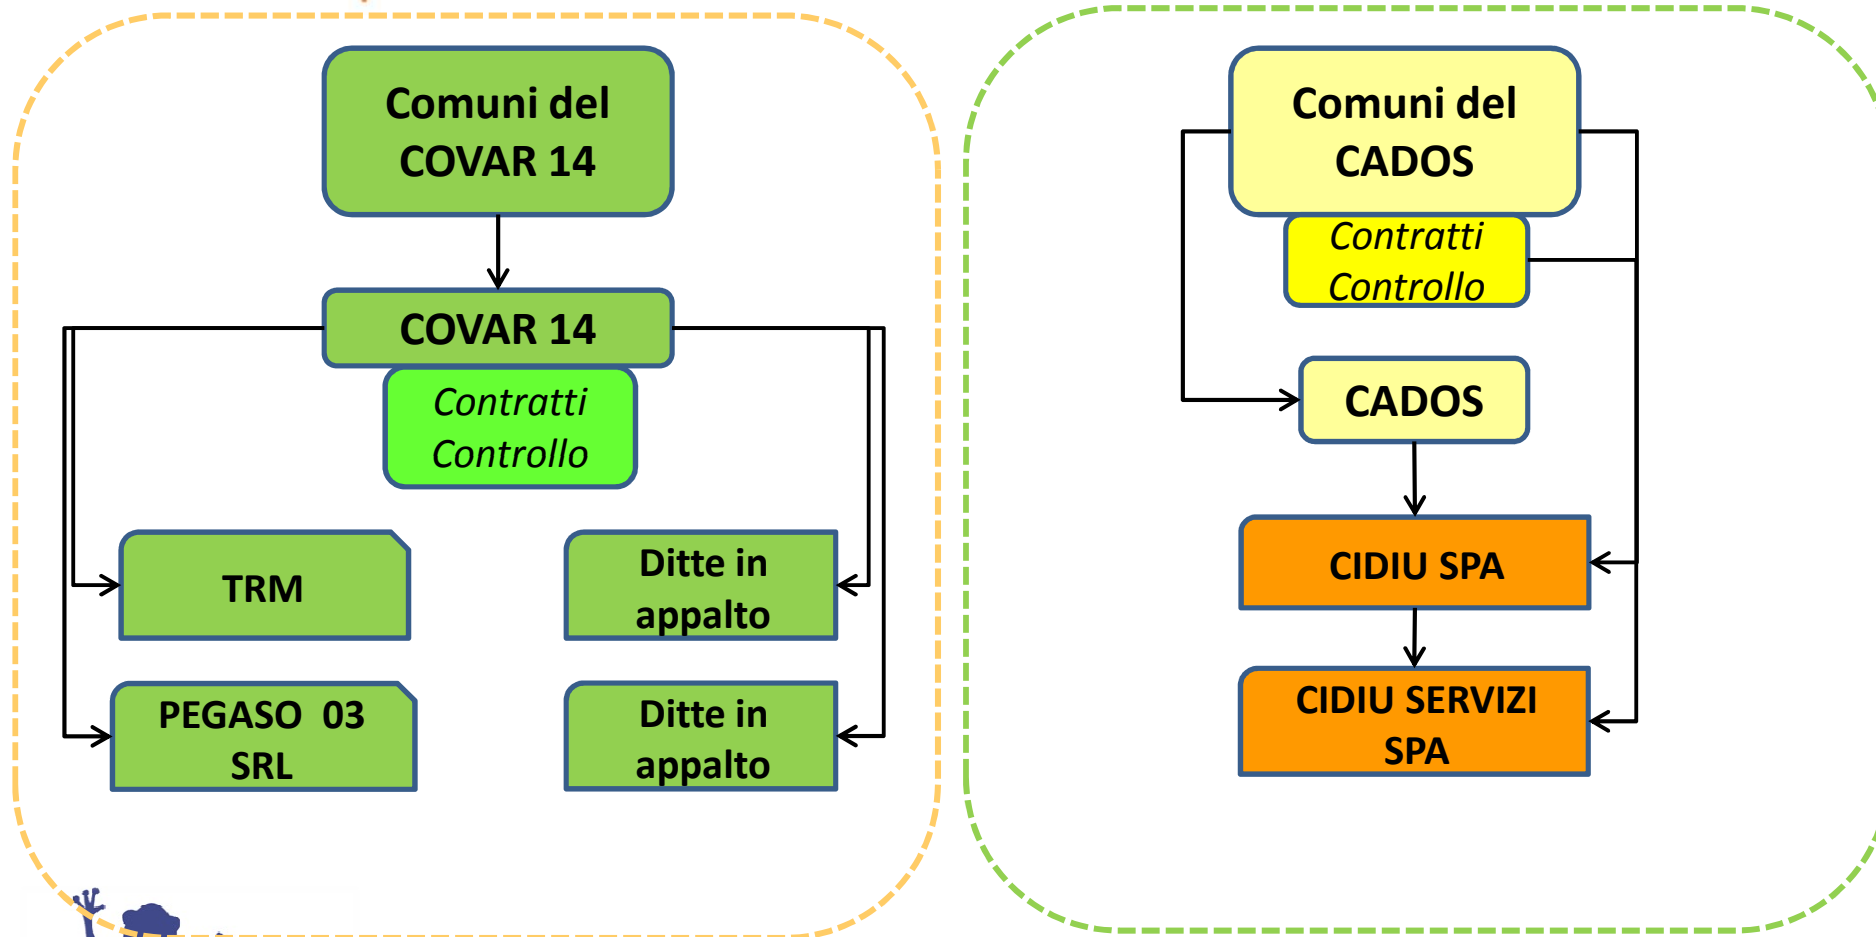 Comuni del
COVAR 14
COVAR 14
Contratti
Controllo
TRM
Ditte in
appalto
PEGASO 03
SRL
Ditte in
appalto
Comuni del
CADOS
Contratti
Controllo
CADOS
CIDIU SPA
CIDIU SERVIZI
SPA